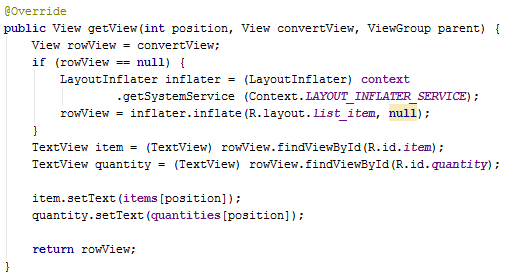 @Override
public View getView(int position, View convertView, ViewGroup parent) {
View rowView = convertView;
if (rowView == null) {
LayoutInflater inflater = (LayoutInflater) context
.getSystemService (Context.LAYOUT_INFLATER_SERVICE);
rowView = inflater.inflate(R.layout.List_item, null);
}
TextView item = (TextView) rowView.findViewById(R.id.item);
TextView quantity = (TextView) rowView.findViewById(R.id.quantity);
item.setText(items[position]);
quantity.setText(quantities[position]);
return rowView;
}